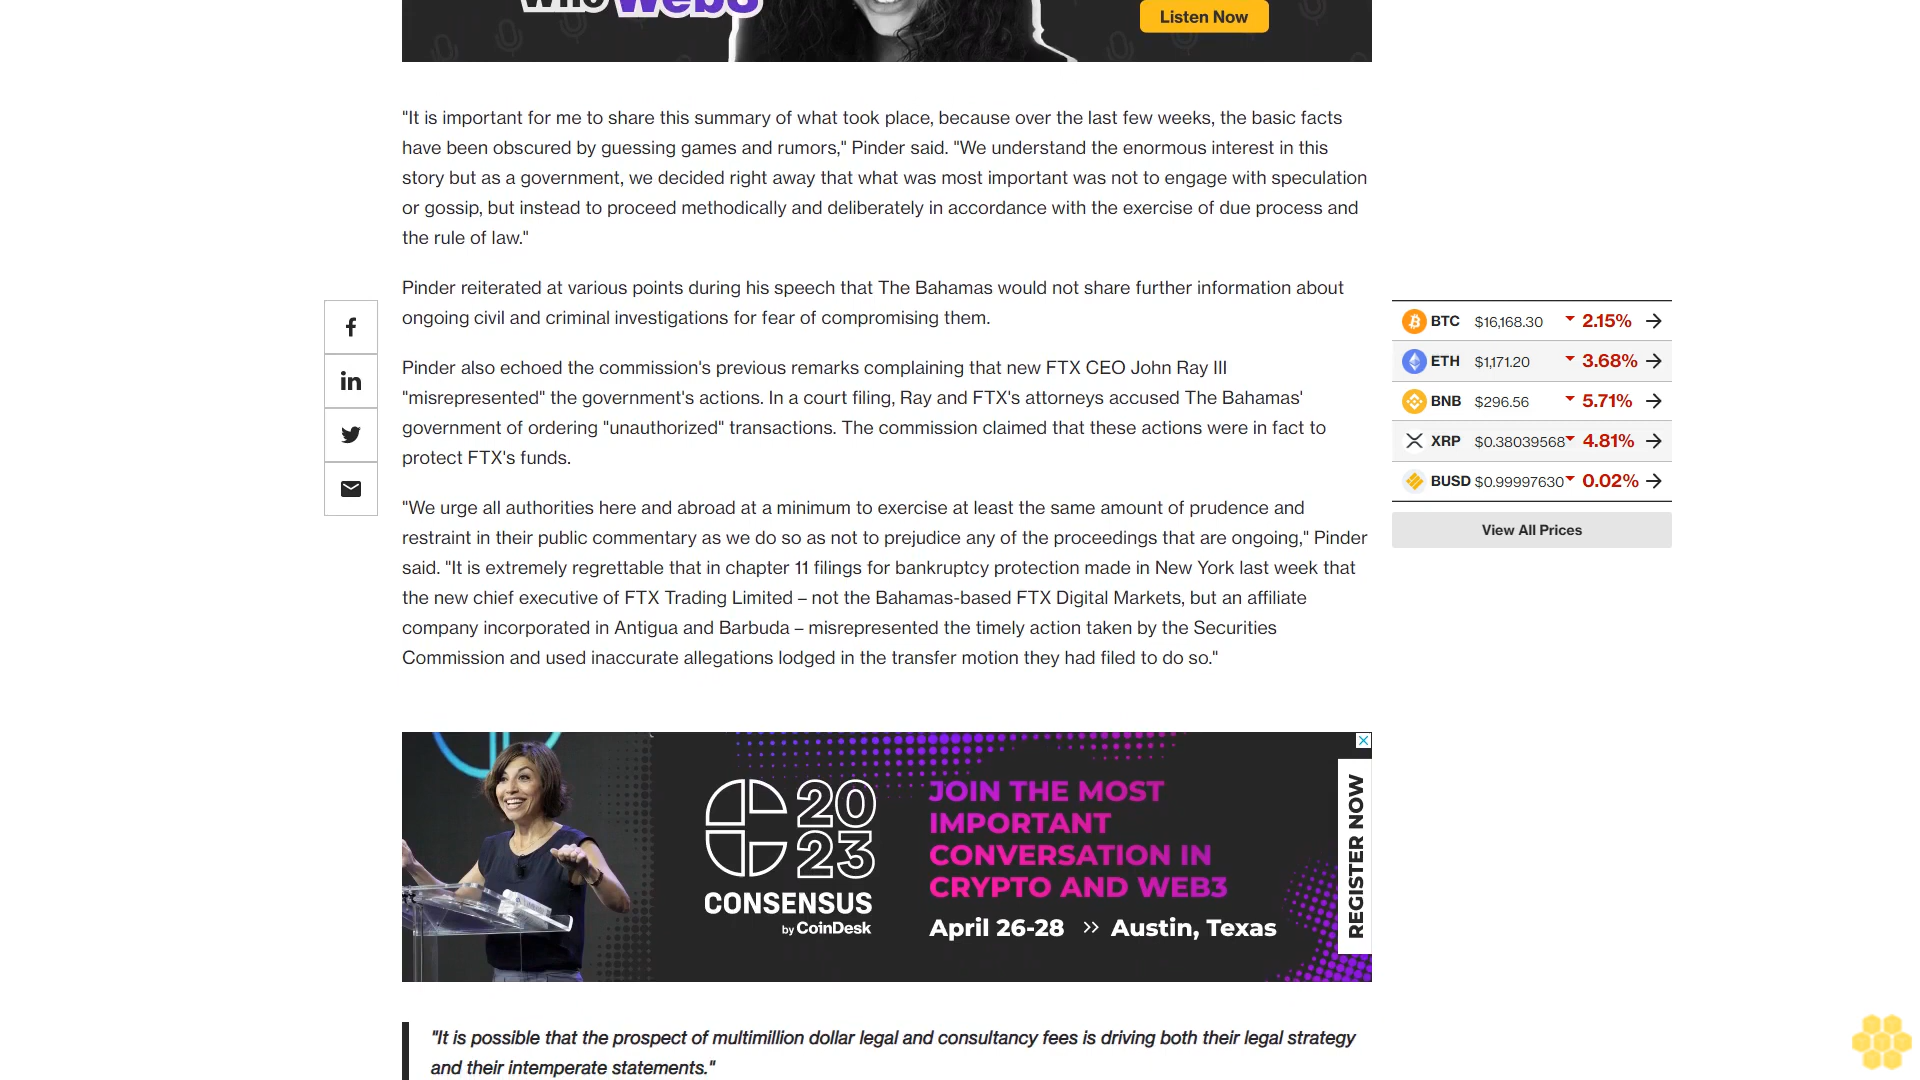 Who Web3
Listen Now
"It is important for me to share this summary of what took place, because over the last few weeks, the basic facts
have been obscured by guessing games and rumors," Pinder said. "We understand the enormous interest in this
story but as a government, we decided right away that what was most important was not to engage with speculation
or gossip, but instead to proceed methodically and deliberately in accordance with the exercise of due process and
the rule of law."
Pinder reiterated at various points during his speech that The Bahamas would not share further information about
ongoing civil and criminal investigations for fear of compromising them.
Pinder also echoed the commission's previous remarks complaining that new FTX CEO John Ray III
"misrepresented" the government's actions. In a court filing, Ray and FTX's attorneys accused The Bahamas'
government of ordering "unauthorized" transactions. The commission claimed that these actions were in fact to
protect FTX's funds.
"We urge all authorities here and abroad at a minimum to exercise at least the same amount of prudence and
restraint in their public commentary as we do so as not to prejudice any of the proceedings that are ongoing," Pinder
said. "It is extremely regrettable that in chapter 11 filings for bankruptcy protection made in New York last week that
the new chief executive of FTX Trading Limited – not the Bahamas-based FTX Digital Markets, but an affiliate
company incorporated in Antigua and Barbuda – misrepresented the timely action taken by the Securities
Commission and used inaccurate allegations lodged in the transfer motion they had filed to do so."
BTC $16,168.30 2.15%
ETH $1,171.20 3.68%
BNB $296.56 5.71%
XRP $0.38039568 4.81%
BUSD $0.99997630 0.02%
View All Prices
2023
CONSENSUS
by CoinDesk
JOIN THE MOST
IMPORTANT
CONVERSATION IN
CRYPTO AND WEB3
April 26-28 >> Austin, Texas
REGISTER NOW
"It is possible that the prospect of multimillion dollar legal and consultancy fees is driving both their legal strategy
and their intemperate statements."